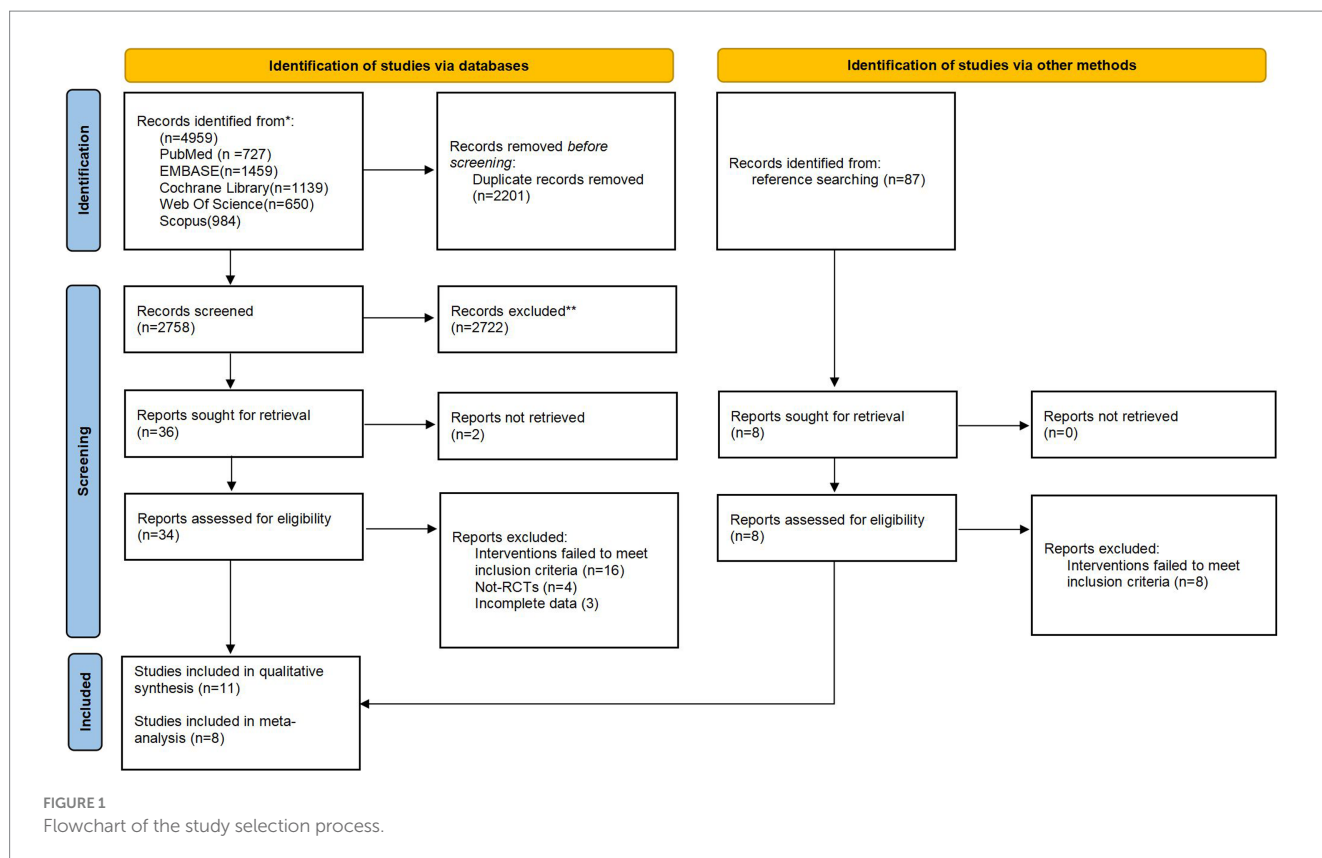 Identification of studies via databases
Identification of studies via other methods
Identification
Records identified from*:
(n=4959)
PubMed (n =727)
EMBASE(n=1459)
Cochrane Library(n=1139)
Web Of Science(n=650)
Scopus(984)
Records removed before
screening:
Duplicate records removed
(n=2201)
Records identified from:
reference searching (n=87)
Screening
Records screened
(n=2758)
Records excluded**
(n=2722)
Reports sought for retrieval
(n=36)
Reports not retrieved
(n=2)
Reports sought for retrieval
(n=8)
Reports not retrieved
(n=0)
Reports assessed for eligibility
(n=34)
Reports excluded:
Interventions failed to meet
inclusion criteria (n=16)
Not-RCTs (n=4)
Incomplete data (3)
Reports assessed for eligibility
(n=8)
Reports excluded:
Interventions failed to meet
inclusion criteria (n=8)
Included
Studies included in qualitative
synthesis (n=11)
Studies included in meta-
analysis (n=8)
FIGURE 1
Flowchart of the study selection process.